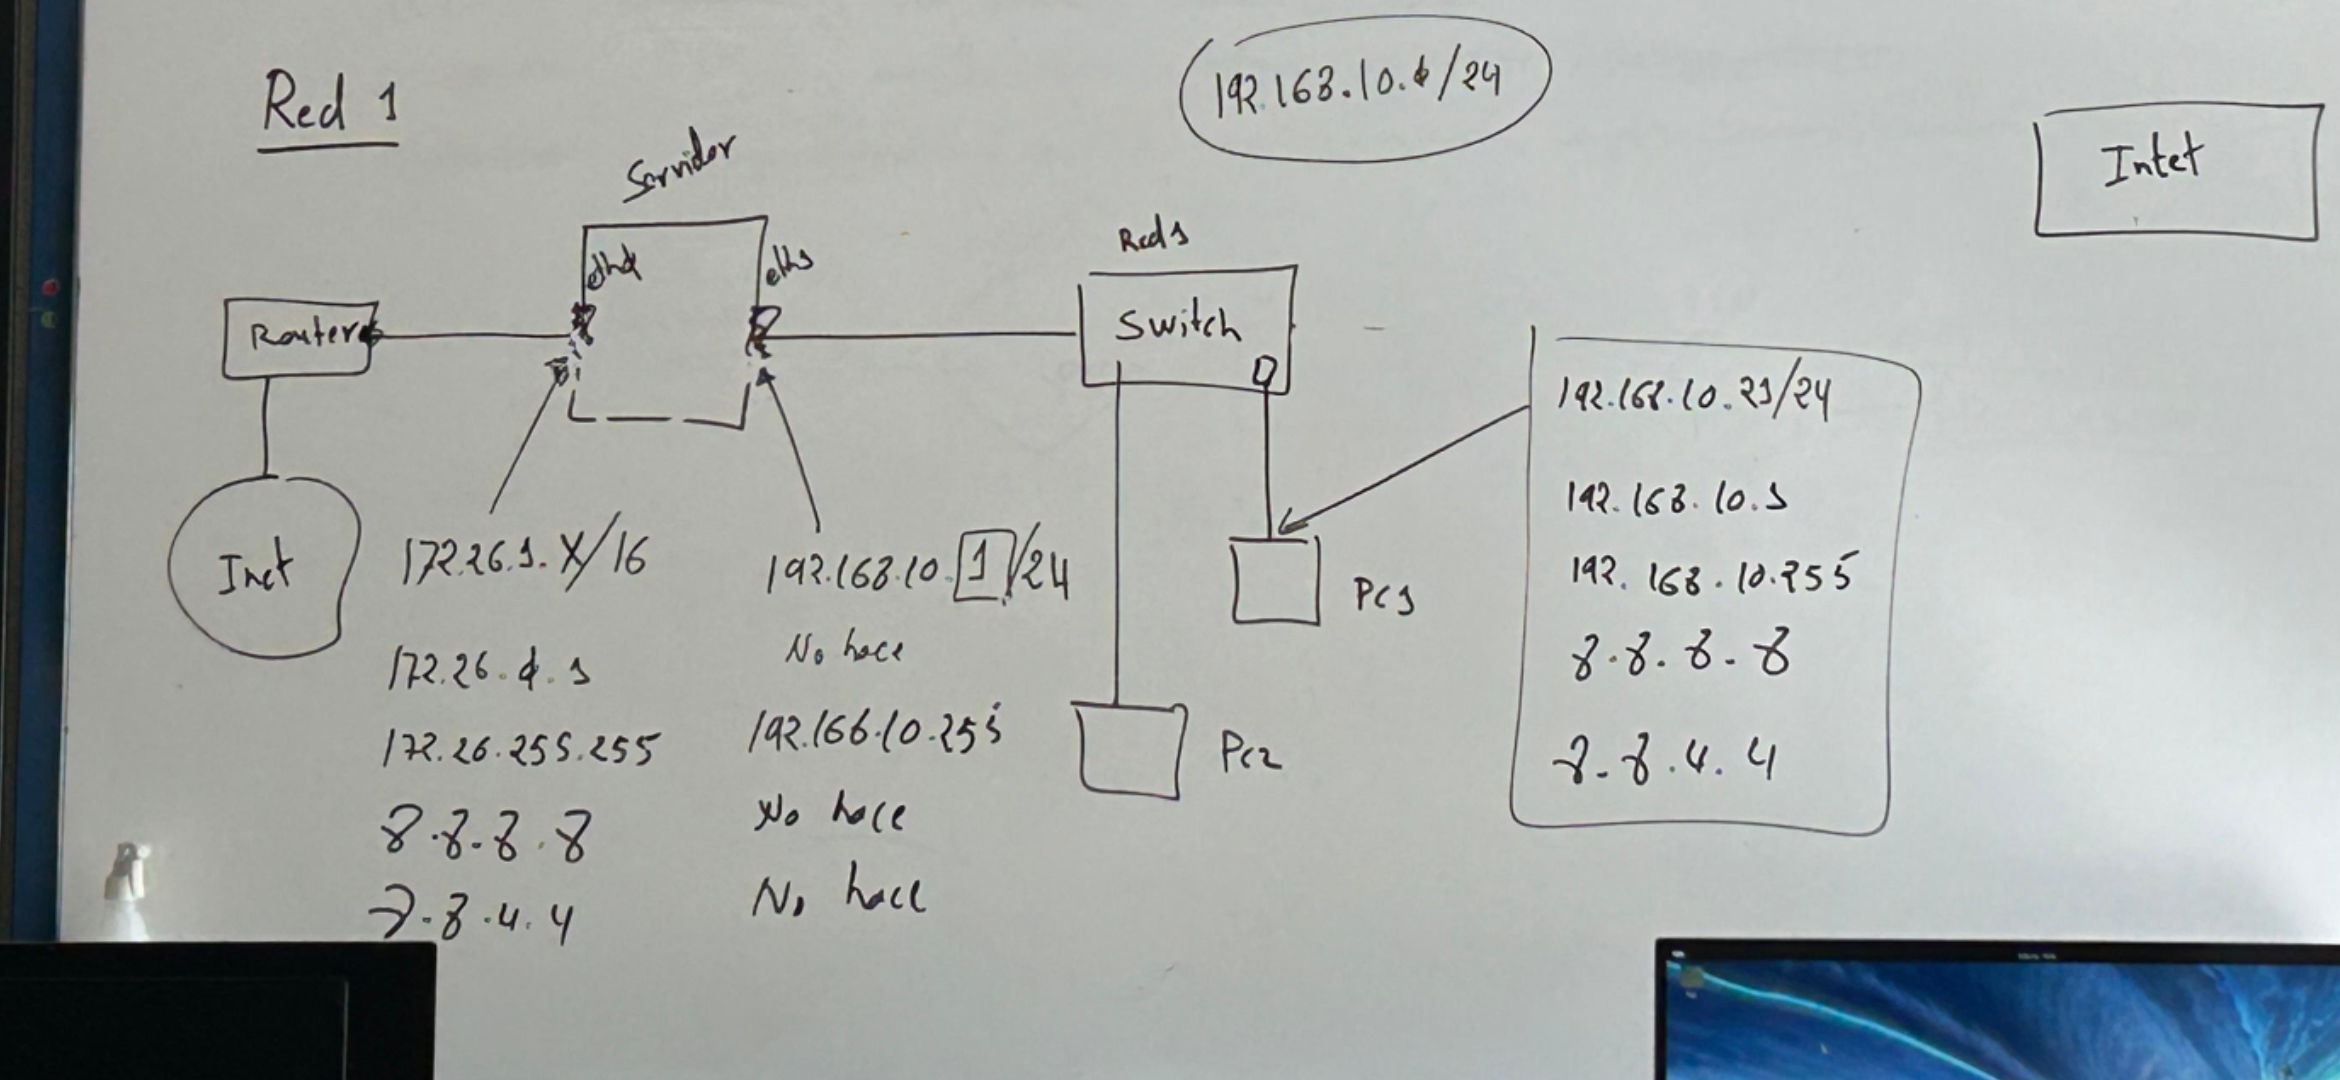 Red 1
192.168.10.0/24
Intet
Servidor
eth0
eth1
Red1
Router
Switch
Inet
172.26.1.X/16
172.26.0.1
172.26.255.255
8.8.8.8
8.8.4.4
192.168.10.1/24
No hace
192.168.10.255
No hace
No hace
PC1
PC2
192.168.10.21/24
192.168.10.1
192.168.10.255
8.8.8.8
8.8.4.4